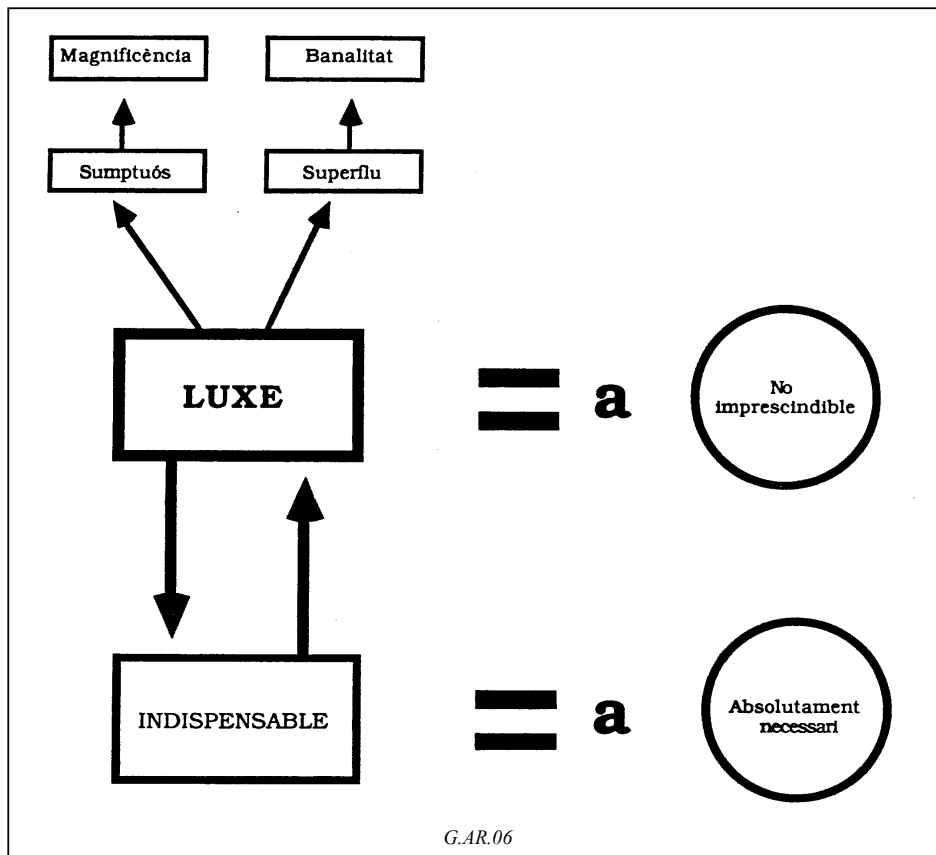 Magnificència
Banalitat
Sumptuós
Superflu
LUXE
= a
No
imprescindible
INDISPENSABLE
= a
Absolutament
necessari
G.AR.06